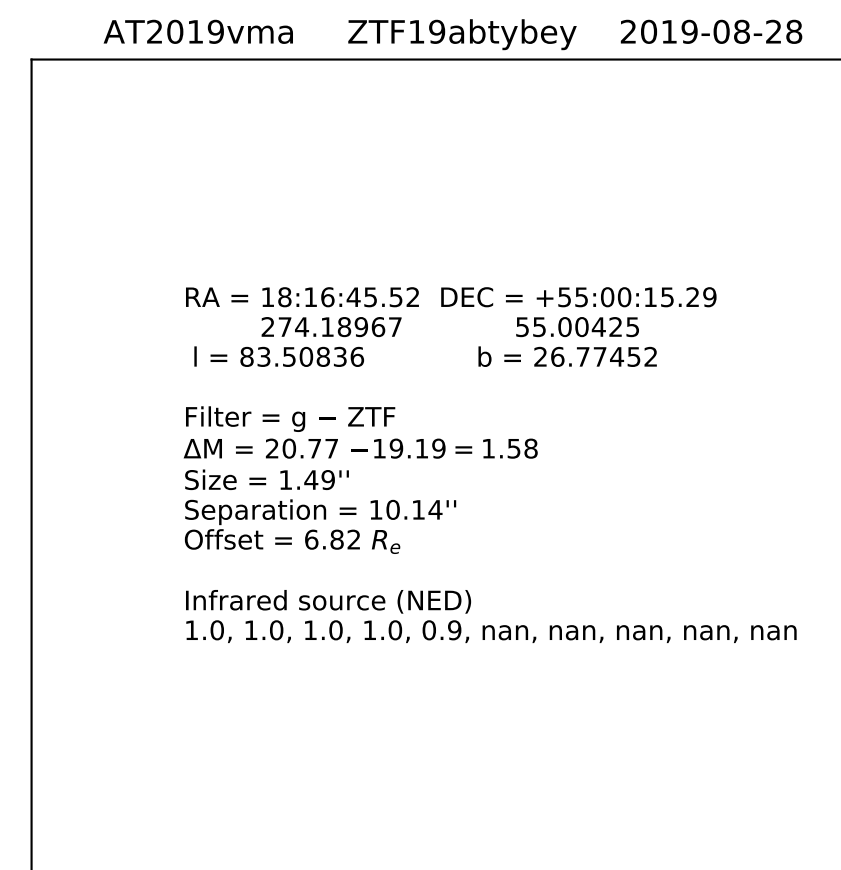 AT2019vma ZTF19abtybey 2019-08-28
RA = 18:16:45.52 DEC = +55:00:15.29
274.18967 55.00425
l = 83.50836 b = 26.77452
Filter = g − ZTF
ΔM = 20.77 −19.19 = 1.58
Size = 1.49''
Separation = 10.14''
Offset = 6.82 Re
Infrared source (NED)
1.0, 1.0, 1.0, 1.0, 0.9, nan, nan, nan, nan, nan